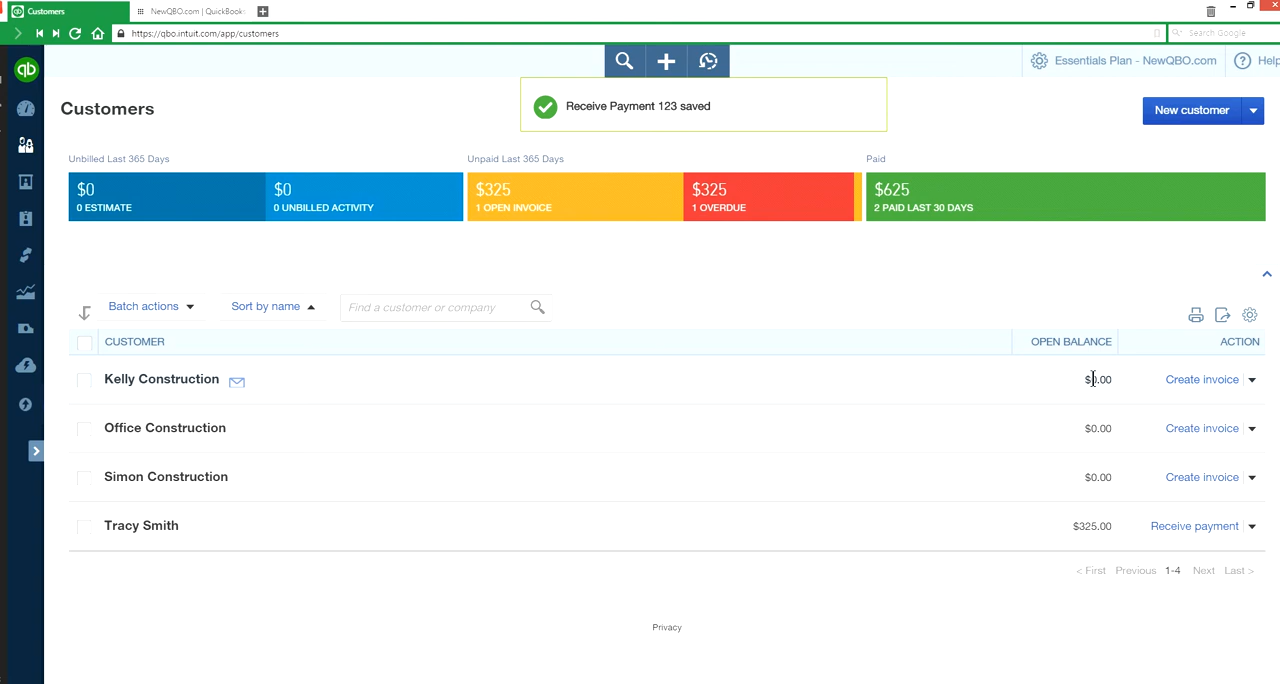 Customers
NewQBO.com | QuickBook
https://qbo.intuit.com/app/customers
Search Google
qb
Essentials Plan - NewQBO.com
Help
Customers
Receive Payment 123 saved
New customer
Unbilled Last 365 Days
Unpaid Last 365 Days
Paid
$0
$0
$325
$325
$625
0 ESTIMATE
0 UNBILLED ACTIVITY
1 OPEN INVOICE
1 OVERDUE
2 PAID LAST 30 DAYS
Batch actions
Sort by name
Find a customer or company
CUSTOMER
OPEN BALANCE
ACTION
Kelly Construction
$0.00
Create invoice
Office Construction
$0.00
Create invoice
Simon Construction
$0.00
Create invoice
Tracy Smith
$325.00
Receive payment
< First Previous 1-4 Next Last >
Privacy